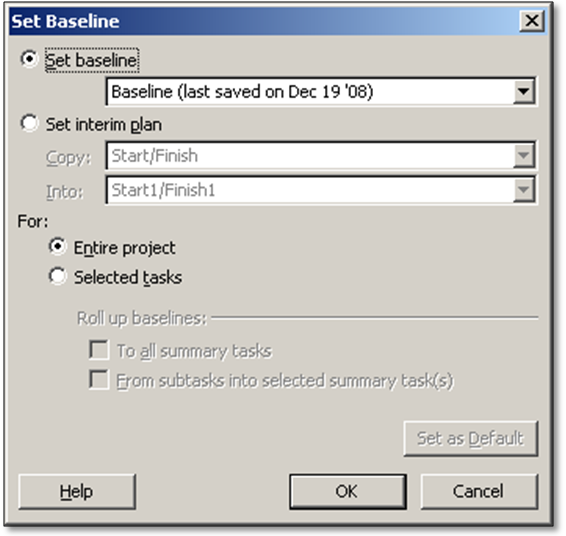 Set Baseline
Set baseline
Baseline (last saved on Dec 19 '08)
Set interim plan
Copy: Start/Finish
Into: Start1/Finish1
For:
Entire project
Selected tasks
Roll up baselines:
To all summary tasks
From subtasks into selected summary task(s)
Set as Default
Help OK Cancel